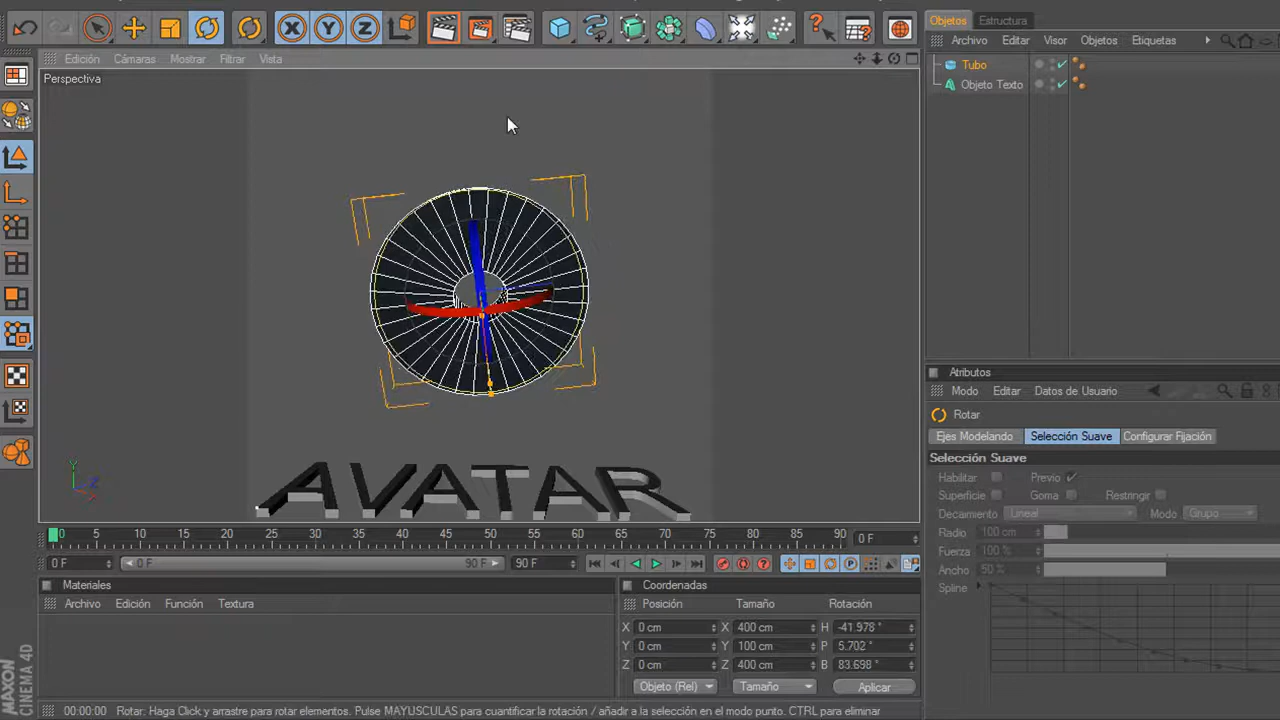 Objetos Estructura
Archivo Editar Visor Objetos Etiquetas
Edición Cámaras Mostrar Filtrar Vista
Perspectiva
Tubo
Objeto Texto
X Y Z
Y Z X
AVATAR
Atributos
Modo Editar Datos de Usuario
Rotar
Ejes Modelando Selección Suave Configurar Fijación
Selección Suave
Habilitar Previo
Superficie Goma Restringir
Decaimiento Lineal Modo Grupo
Radio 100 cm
Fuerza 100 %
Ancho 50 %
Spline
0 5 10 15 20 25 30 35 40 45 50 55 60 65 70 75 80 85 90 0 F
0 F 0 F 90 F 90 F
Materiales
Archivo Edición Función Textura
Coordenadas
Posición Tamaño Rotación
X 0 cm X 400 cm H -41.978 °
Y 0 cm Y 100 cm P 5.702 °
Z 0 cm Z 400 cm B 83.698 °
Objeto (Rel) Tamaño Aplicar
MAXON
CINEMA 4D
00:00:00 Rotar: Haga Click y arrastre para rotar elementos. Pulse MAYUSCULAS para cuantificar la rotación / añadir a la selección en el modo punto. CTRL para eliminar